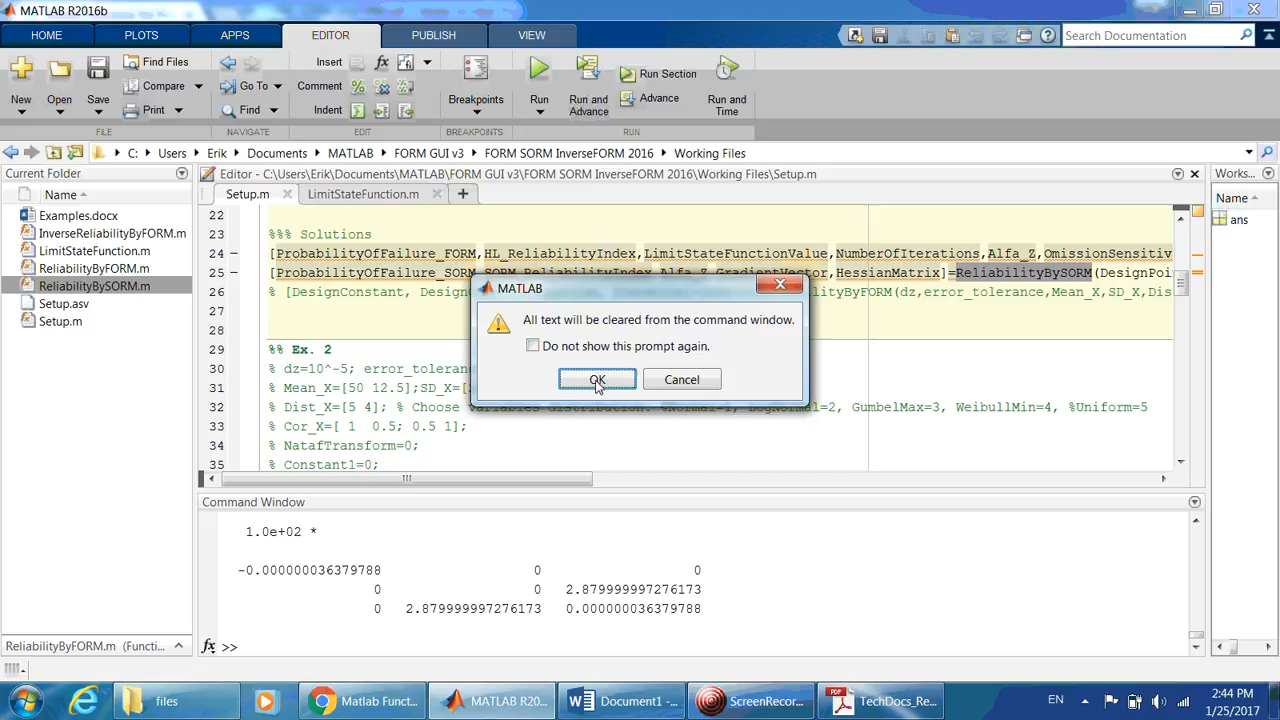 MATLAB R2016b
HOME PLOTS APPS EDITOR PUBLISH VIEW
Search Documentation
New Open Save
Find Files
Compare
Print
Go To
Find
Insert
Comment
Indent
Breakpoints
Run
Run and Advance
Run Section
Advance
Run and Time
FILE NAVIGATE EDIT BREAKPOINTS RUN
C: Users Erik Documents MATLAB FORM GUI v3 FORM SORM InverseFORM 2016 Working Files
Current Folder
Name
Examples.docx
InverseReliabilityByFORM.m
LimitStateFunction.m
ReliabilityByFORM.m
ReliabilityBySORM.m
Setup.asv
Setup.m
ReliabilityByFORM.m (Functi...
Editor - C:\Users\Erik\Documents\MATLAB\FORM GUI v3\FORM SORM InverseFORM 2016\Working Files\Setup.m
Setup.m LimitStateFunction.m
22
23 %%% Solutions
24 [ProbabilityOfFailure_FORM,HL_ReliabilityIndex,LimitStateFunctionValue,NumberOfIterations,Alfa_Z,OmissionSensitiv
25 [ProbabilityOfFailure_SORM,SORM_ReliabilityIndex,Alfa_Z,GradientVector,HessianMatrix]=ReliabilityBySORM(DesignPoi
26 % [DesignConstant, Design bilityByFORM(dz,error_tolerance,Mean_X,SD_X,Dis
27
28
29 %% Ex. 2
30 % dz=10^-5; error_tolera
31 % Mean_X=[50 12.5];SD_X=[
32 % Dist_X=[5 4]; % Choose variables distribution: %Normal=1, LogNormal=2, GumbelMax=3, WeibullMin=4, %Uniform=5
33 % Cor_X=[ 1 0.5; 0.5 1];
34 % NatafTransform=0;
35 % Constant1=0;
MATLAB
All text will be cleared from the command window.
Do not show this prompt again.
OK Cancel
Command Window
1.0e+02 *
-0.000000036379788 0 0
0 0 2.879999997276173
0 2.879999997276173 0.000000036379788
fx >>
Works...
Name
ans
files
Matlab Funct...
MATLAB R20...
Document1 -...
ScreenRecor...
TechDocs_Re...
EN
2:44 PM
1/25/2017